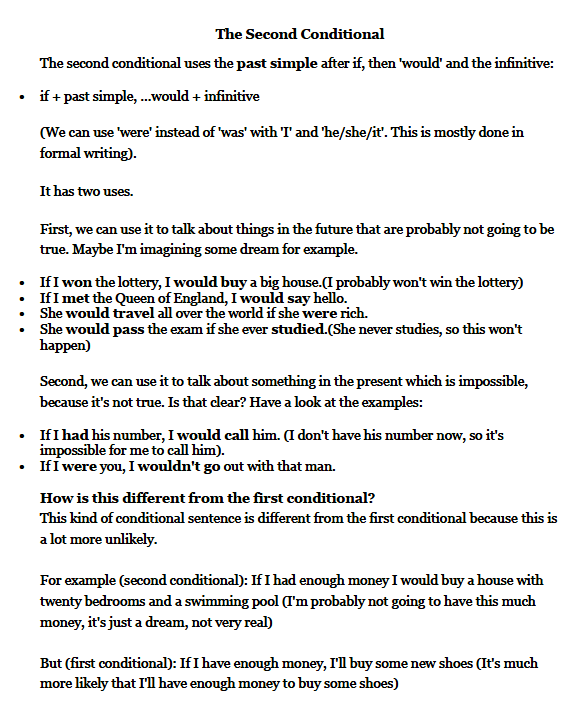 The Second Conditional
The second conditional uses the past simple after if, then 'would' and the infinitive:
• if + past simple, ...would + infinitive
(We can use 'were' instead of 'was' with 'I' and 'he/she/it'. This is mostly done in
formal writing).
It has two uses.
First, we can use it to talk about things in the future that are probably not going to be
true. Maybe I'm imagining some dream for example.
• If I won the lottery, I would buy a big house.(I probably won't win the lottery)
• If I met the Queen of England, I would say hello.
• She would travel all over the world if she were rich.
• She would pass the exam if she ever studied.(She never studies, so this won't
happen)
Second, we can use it to talk about something in the present which is impossible,
because it's not true. Is that clear? Have a look at the examples:
• If I had his number, I would call him. (I don't have his number now, so it's
impossible for me to call him).
• If I were you, I wouldn't go out with that man.
How is this different from the first conditional?
This kind of conditional sentence is different from the first conditional because this is
a lot more unlikely.
For example (second conditional): If I had enough money I would buy a house with
twenty bedrooms and a swimming pool (I'm probably not going to have this much
money, it's just a dream, not very real)
But (first conditional): If I have enough money, I'll buy some new shoes (It's much
more likely that I'll have enough money to buy some shoes)